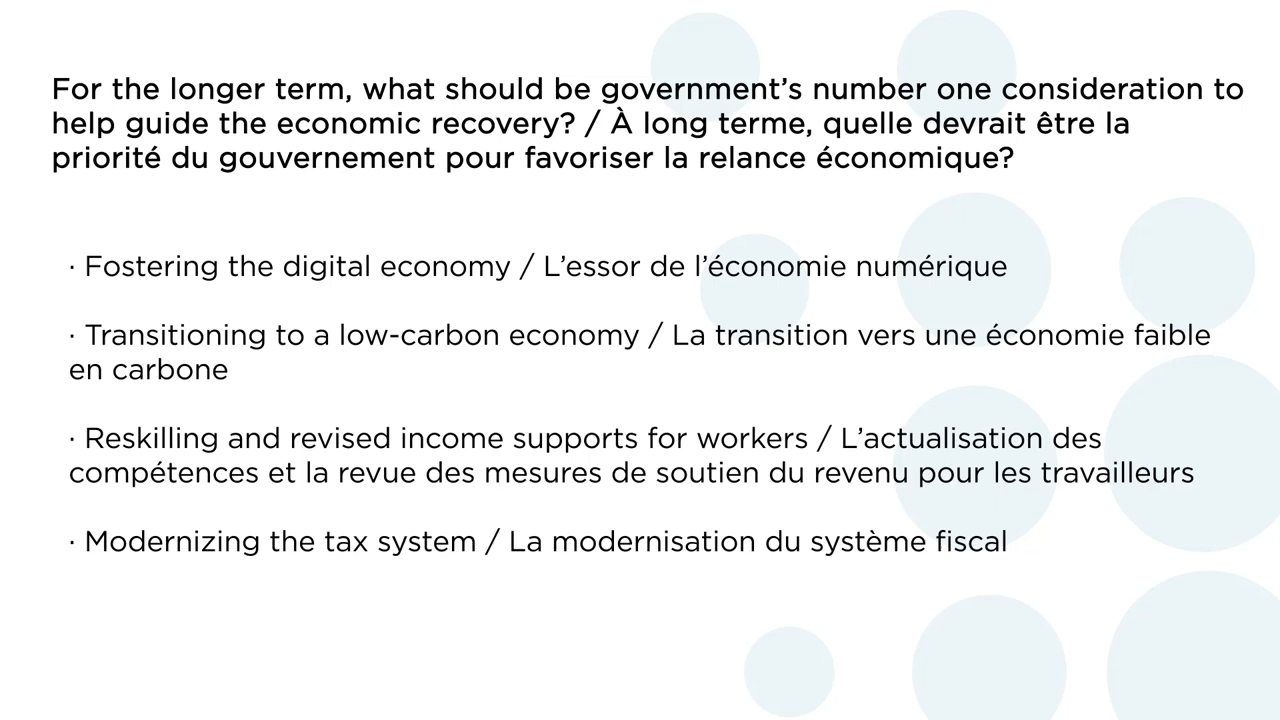 For the longer term, what should be government’s number one consideration to
help guide the economic recovery? / À long terme, quelle devrait être la
priorité du gouvernement pour favoriser la relance économique?
· Fostering the digital economy / L’essor de l’économie numérique
· Transitioning to a low-carbon economy / La transition vers une économie faible
en carbone
· Reskilling and revised income supports for workers / L’actualisation des
compétences et la revue des mesures de soutien du revenu pour les travailleurs
· Modernizing the tax system / La modernisation du système fiscal